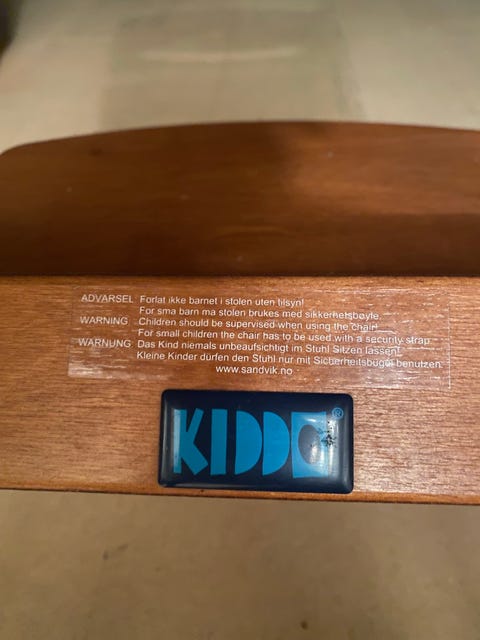 ADVARSEL: Forlat ikke barnet i stolen uten tilsyn!
For sma barn ma stolen brukes med sikkerhetsbøyle.
WARNING: Children should be supervised when using the chair!
For small children the chair has to be used with a security strap.
WARNUNG: Das Kind niemals unbeaufsichtigt im Stuhl Sitzen lassen!
Kleine Kinder dürfen den Stuhl nur mit Sicherheitsbügel benutzen.
www.sandvik.no
KIDDO®